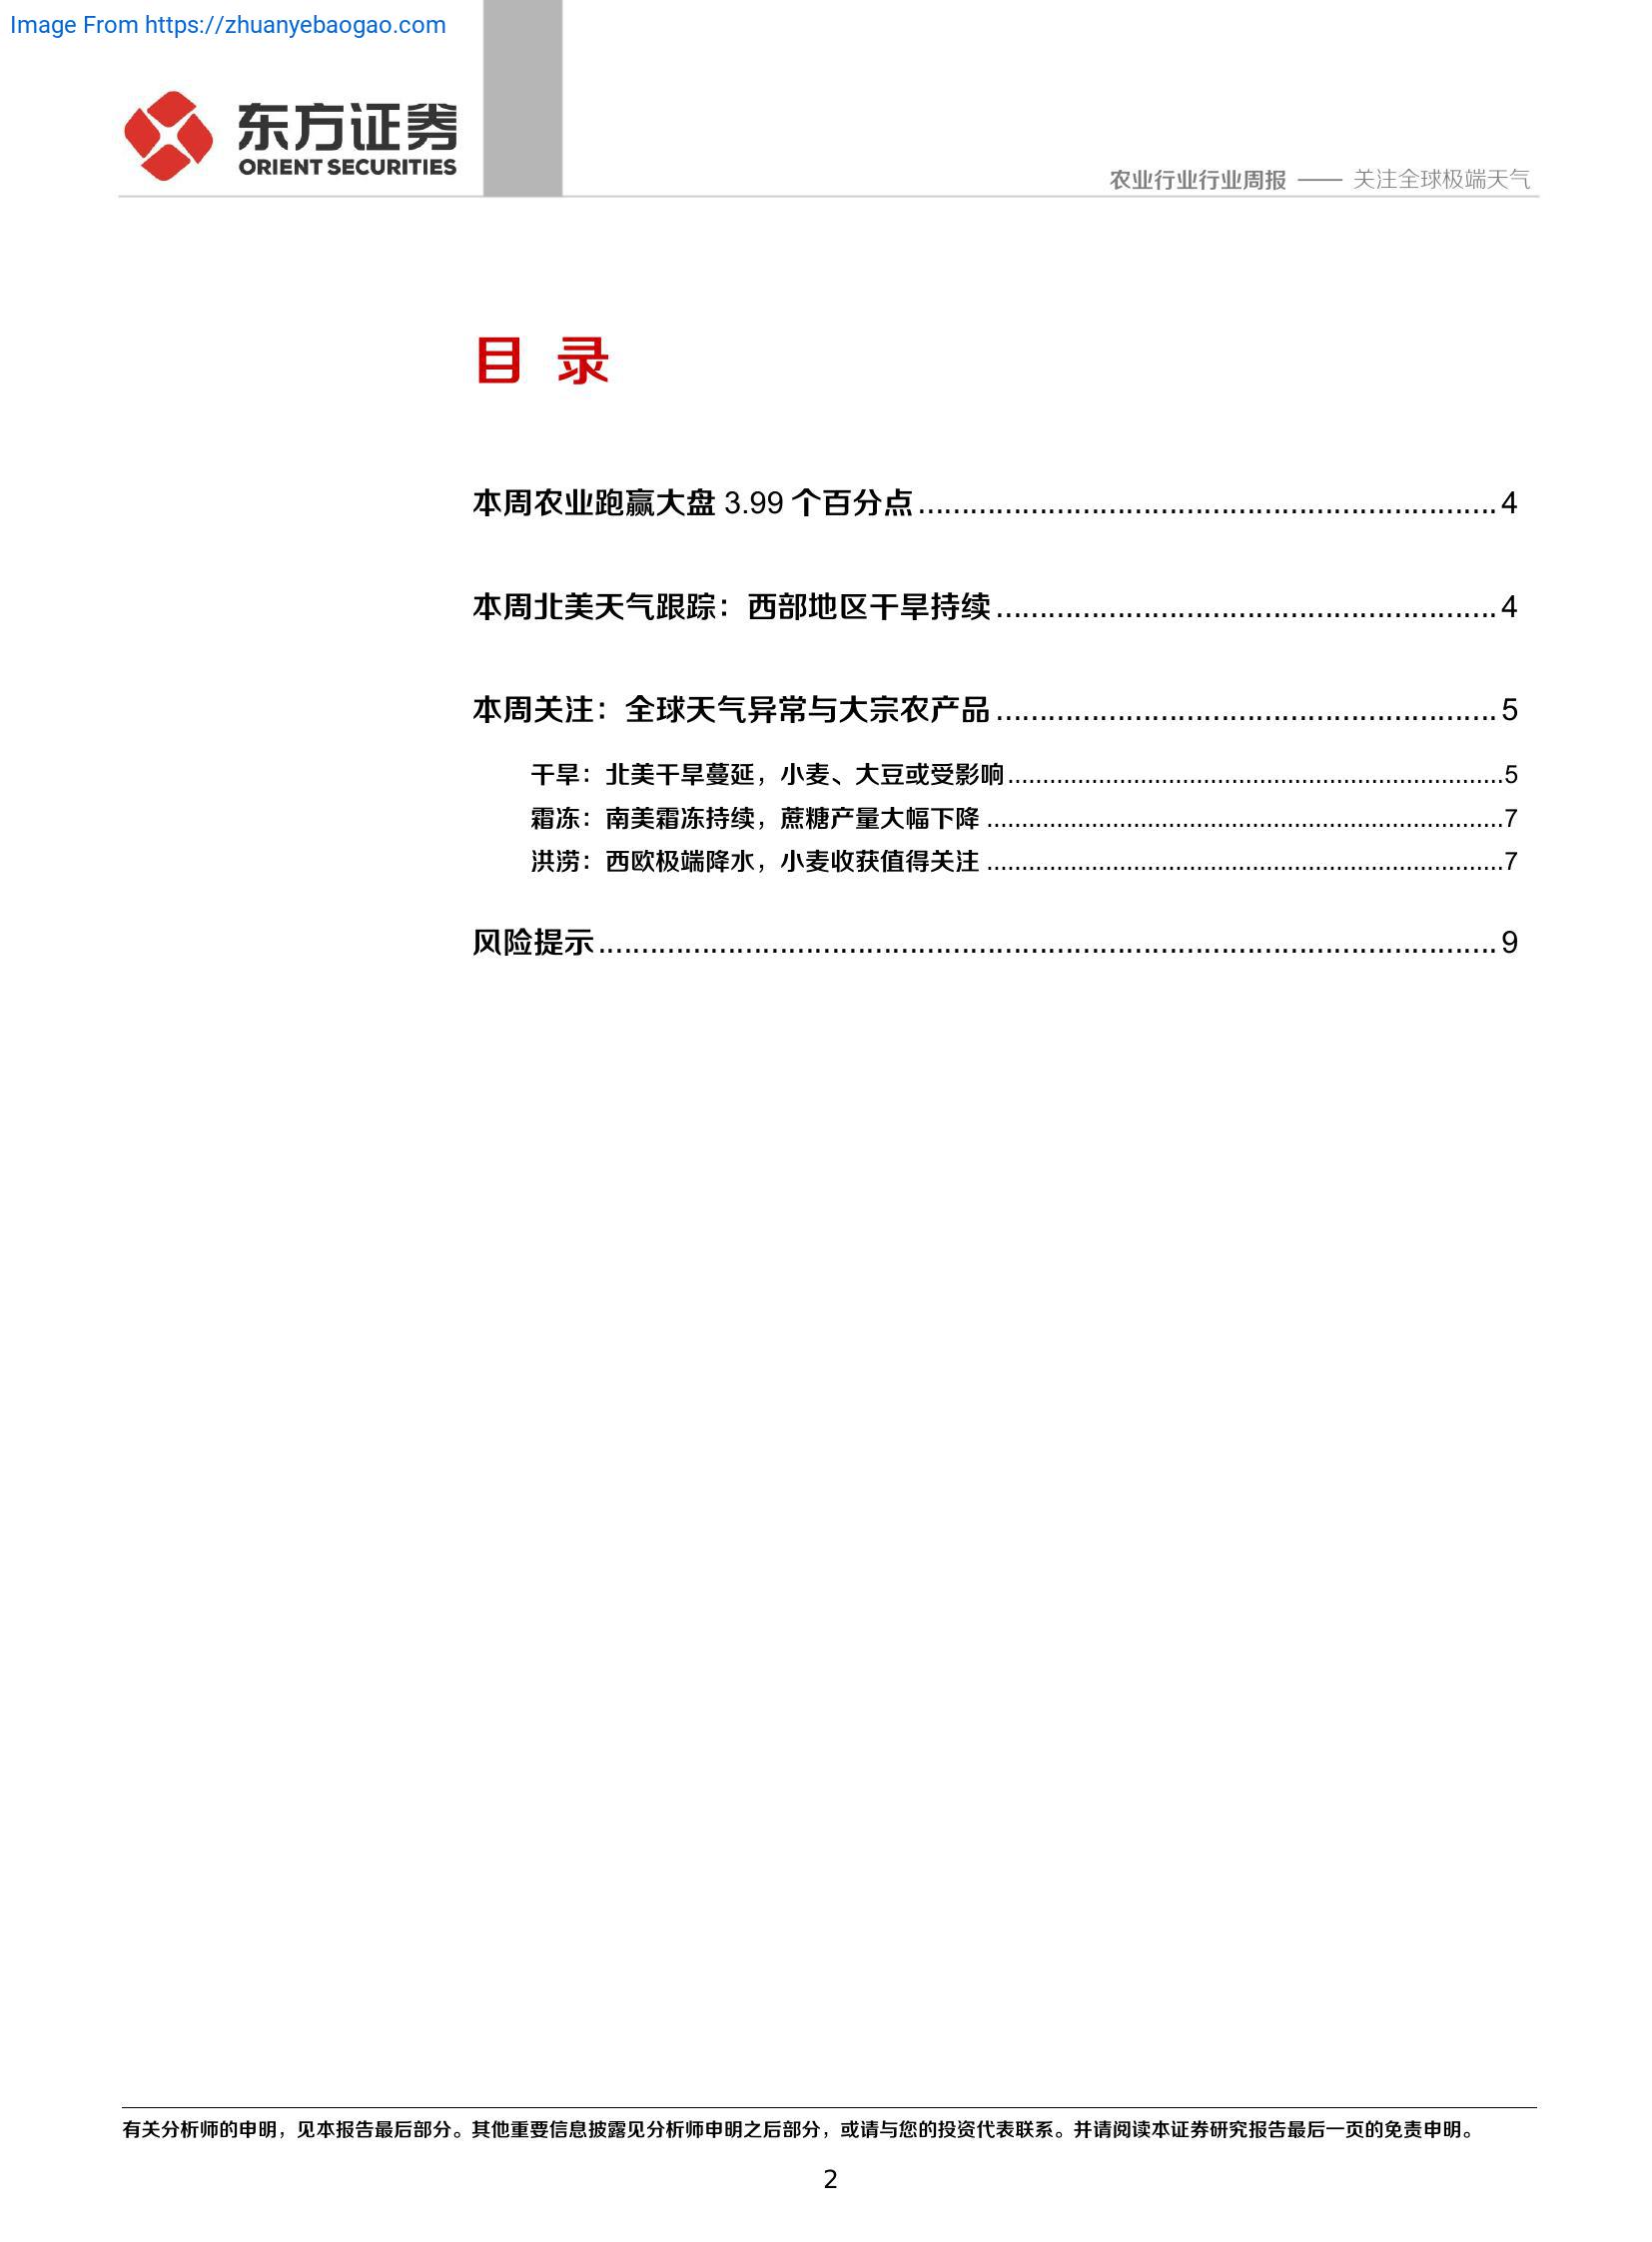 Image From https://zhuanyebaogao.com
东方证券
ORIENT SECURITIES
农业行业行业周报 —— 关注全球极端天气
目 录
本周农业跑赢大盘 3.99 个百分点 ........................................................ 4
本周北美天气跟踪：西部地区干旱持续 ........................................................ 4
本周关注：全球天气异常与大宗农产品 ........................................................ 5
干旱：北美干旱蔓延，小麦、大豆或受影响 ........................................................ 5
霜冻：南美霜冻持续，蔗糖产量大幅下降 ........................................................ 7
洪涝：西欧极端降水，小麦收获值得关注 ........................................................ 7
风险提示 ........................................................ 9
有关分析师的申明，见本报告最后部分。其他重要信息披露见分析师申明之后部分，或请与您的投资代表联系。并请阅读本证券研究报告最后一页的免责申明。
2